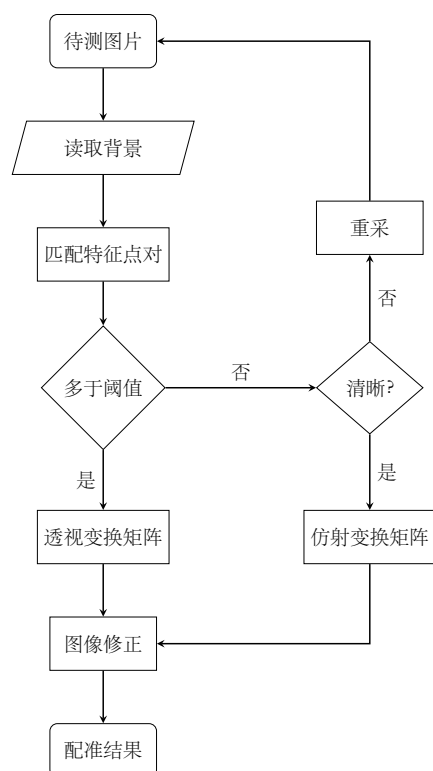 待测图片
读取背景
重采
匹配特征点对
否
多于阈值
否
清晰?
是
是
透视变换矩阵
仿射变换矩阵
图像修正
配准结果